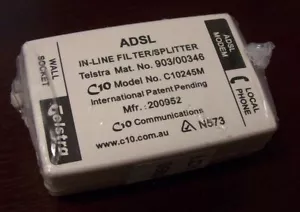 ADSL
IN-LINE FILTER/SPLITTER
Telstra Mat. No. 903/00346
C10 Model No. C10245M
International Patent Pending
Mfr.: 200952
C10 Communications
www.c10.com.au
N573
WALL
SOCKET
Telstra
ADSL
MODEM
LOCAL
PHONE